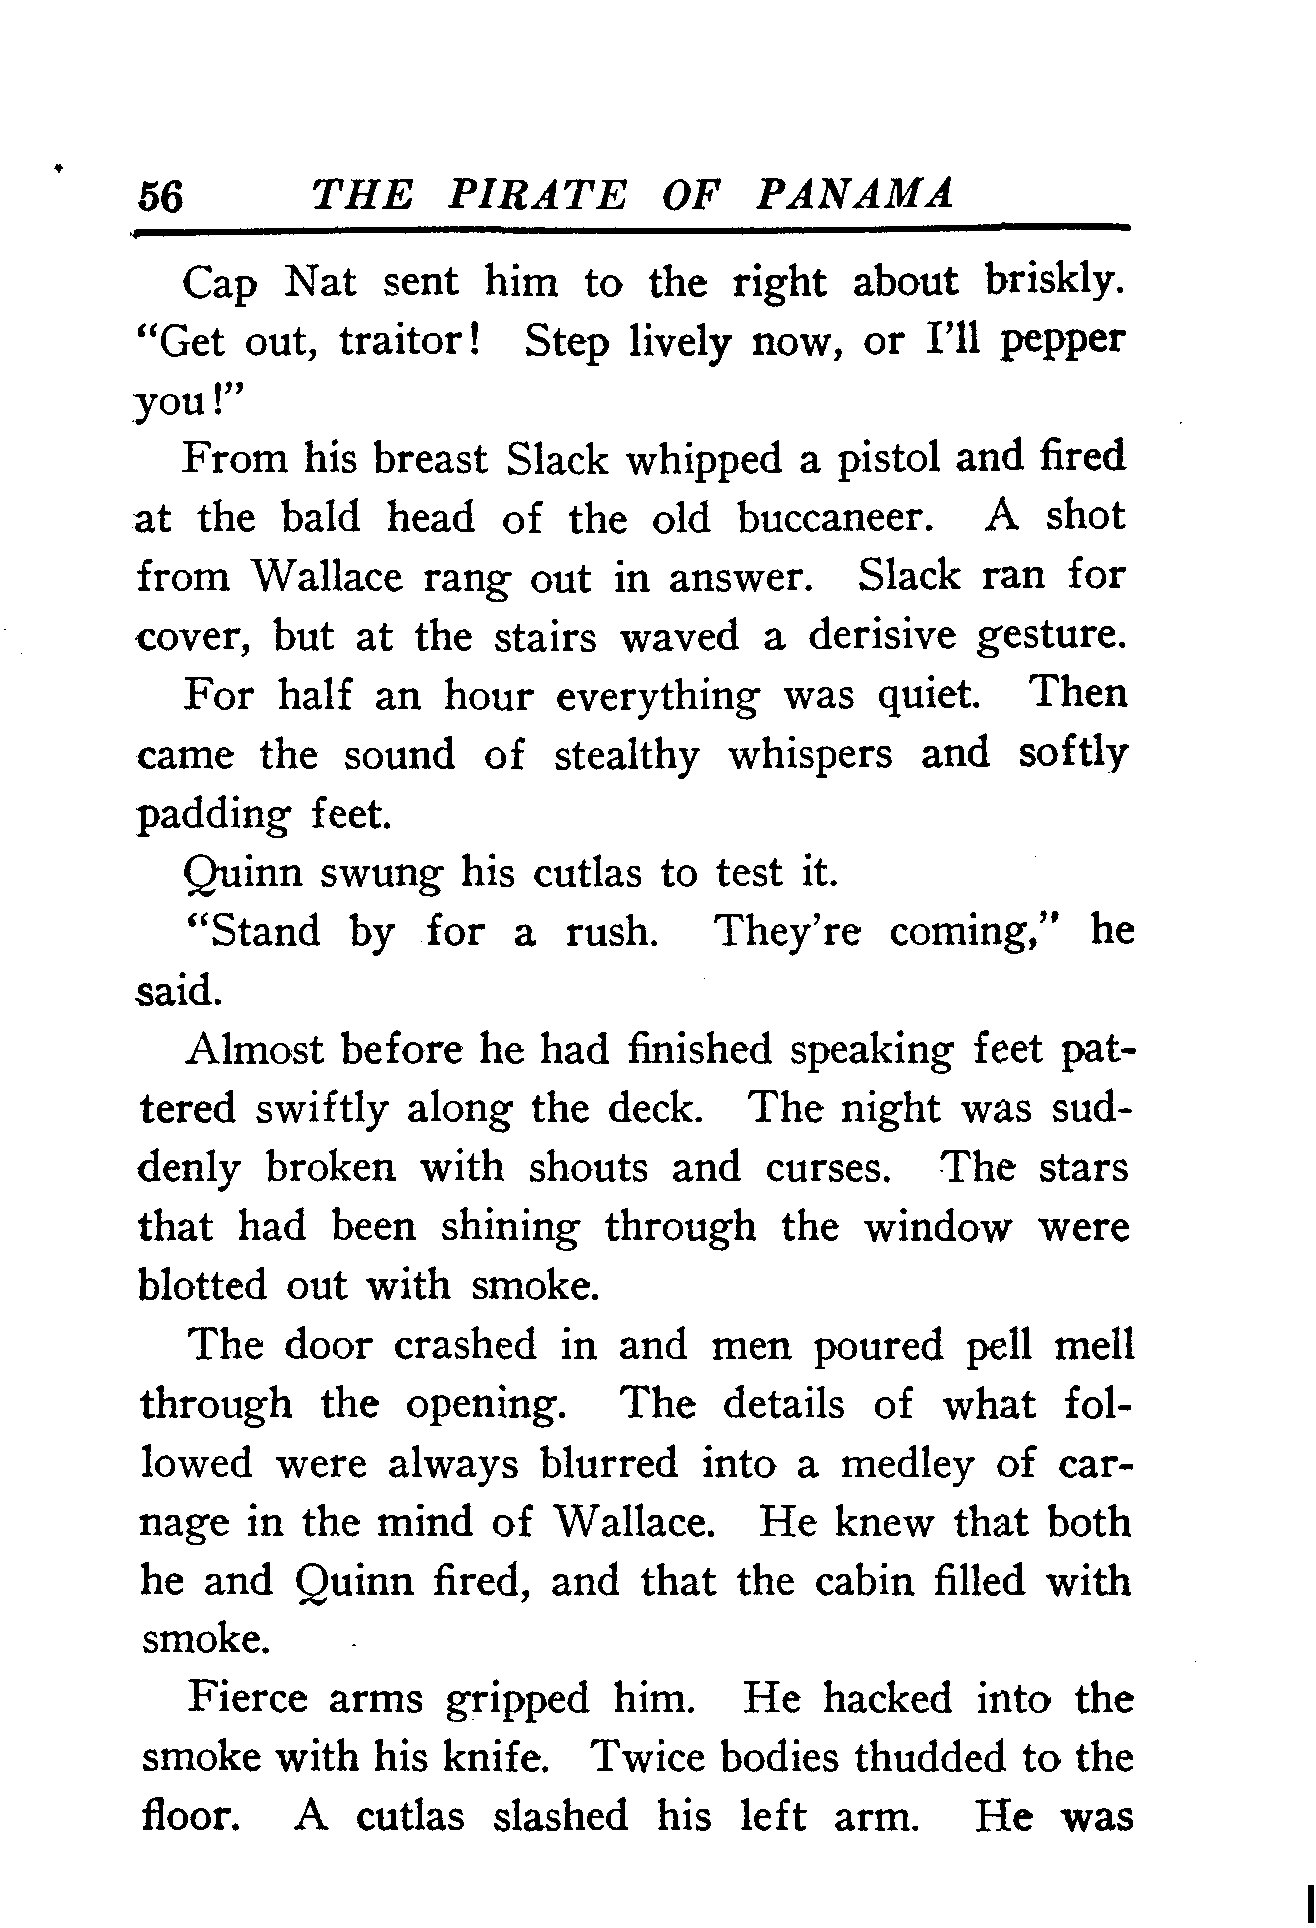 56 THE PIRATE OF PANAMA
Cap Nat sent him to the right about briskly.
“Get out, traitor! Step lively now, or I’ll pepper
you!”
From his breast Slack whipped a pistol and fired
at the bald head of the old buccaneer. A shot
from Wallace rang out in answer. Slack ran for
cover, but at the stairs waved a derisive gesture.
For half an hour everything was quiet. Then
came the sound of stealthy whispers and softly
padding feet.
Quinn swung his cutlas to test it.
“Stand by for a rush. They’re coming,” he
said.
Almost before he had finished speaking feet pat-
tered swiftly along the deck. The night was sud-
denly broken with shouts and curses. The stars
that had been shining through the window were
blotted out with smoke.
The door crashed in and men poured pell mell
through the opening. The details of what fol-
lowed were always blurred into a medley of car-
nage in the mind of Wallace. He knew that both
he and Quinn fired, and that the cabin filled with
smoke.
Fierce arms gripped him. He hacked into the
smoke with his knife. Twice bodies thudded to the
floor. A cutlas slashed his left arm. He was